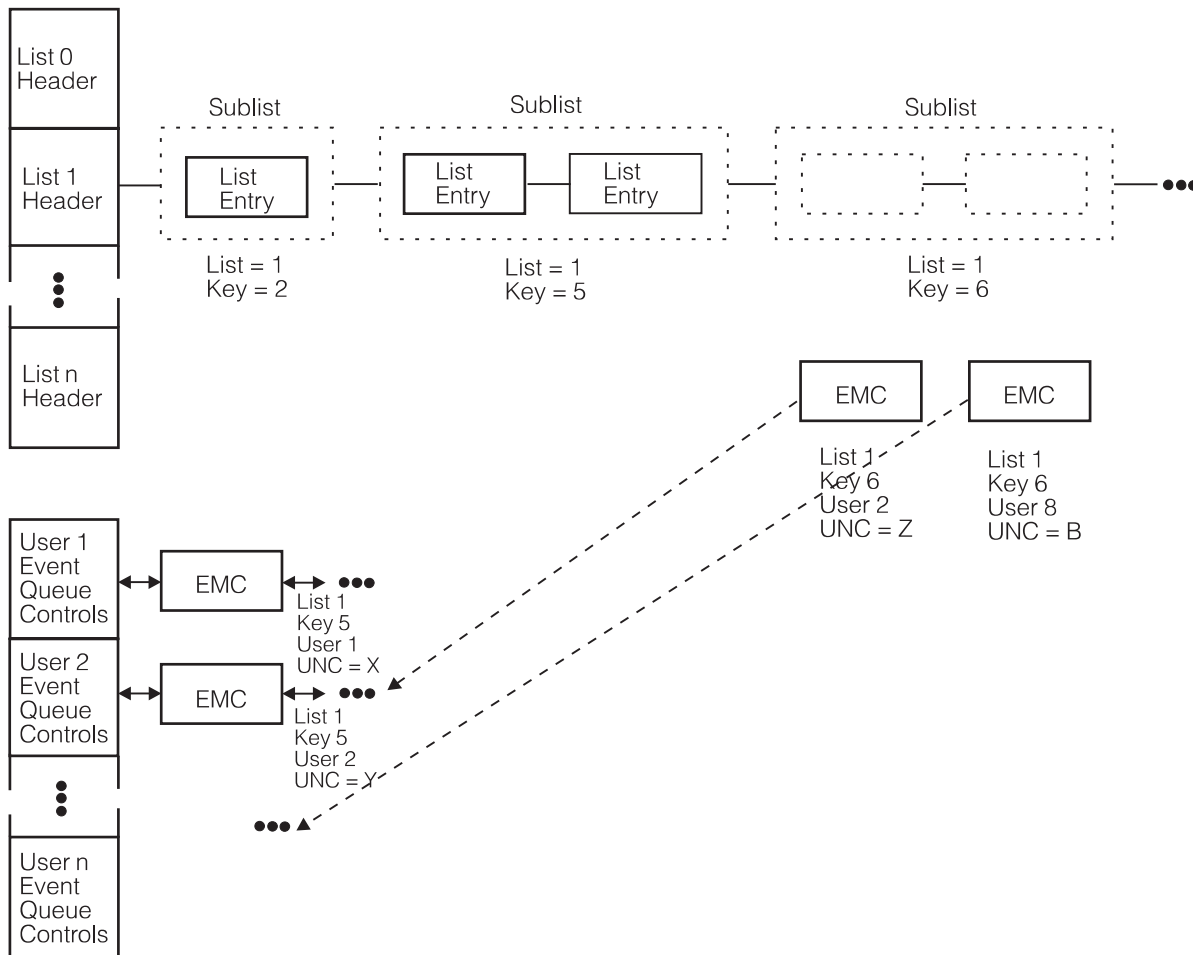 List 0
Header
Sublist
Sublist
Sublist
List 1
Header
List
Entry
List
Entry
List
Entry
List = 1
Key = 2
List = 1
Key = 5
List = 1
Key = 6
List n
Header
EMC
EMC
List 1
Key 6
User 2
UNC = Z
List 1
Key 6
User 8
UNC = B
User 1
Event
Queue
Controls
EMC
List 1
Key 5
User 1
UNC = X
User 2
Event
Queue
Controls
EMC
List 1
Key 5
User 2
UNC = Y
User n
Event
Queue
Controls